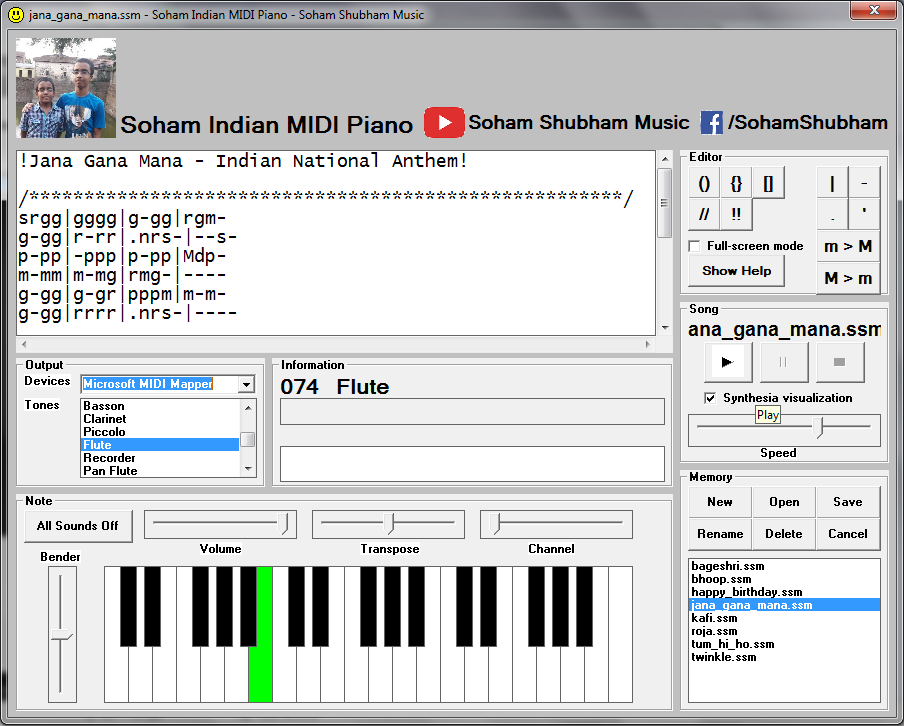 jana_gana_mana.ssm - Soham Indian MIDI Piano - Soham Shubham Music
Soham Indian MIDI Piano
Soham Shubham Music
f /SohamShubham
!Jana Gana Mana - Indian National Anthem!
/******************************************************/
srgg|gggg|g-gg|rgm-
g-gg|r-rr|.nrs-|--s-
p-pp|-ppp|p-pp|Mdp-
m-mm|m-mg|rmg-|----
g-gg|g-gr|pppm|m-m-
g-gg|rrrr|.nrs-|----
Editor
() {} [] | -
// !! . '
Full-screen mode
m > M
Show Help
M > m
Song
ana_gana_mana.ssm
Synthesia visualization
Play
Speed
Output
Devices Microsoft MIDI Mapper
Tones
Basson
Clarinet
Piccolo
Flute
Recorder
Pan Flute
Information
074 Flute
Note
All Sounds Off
Volume
Transpose
Channel
Bender
Memory
New Open Save
Rename Delete Cancel
bageshri.ssm
bhoop.ssm
happy_birthday.ssm
jana_gana_mana.ssm
kafi.ssm
roja.ssm
tum_hi_ho.ssm
twinkle.ssm